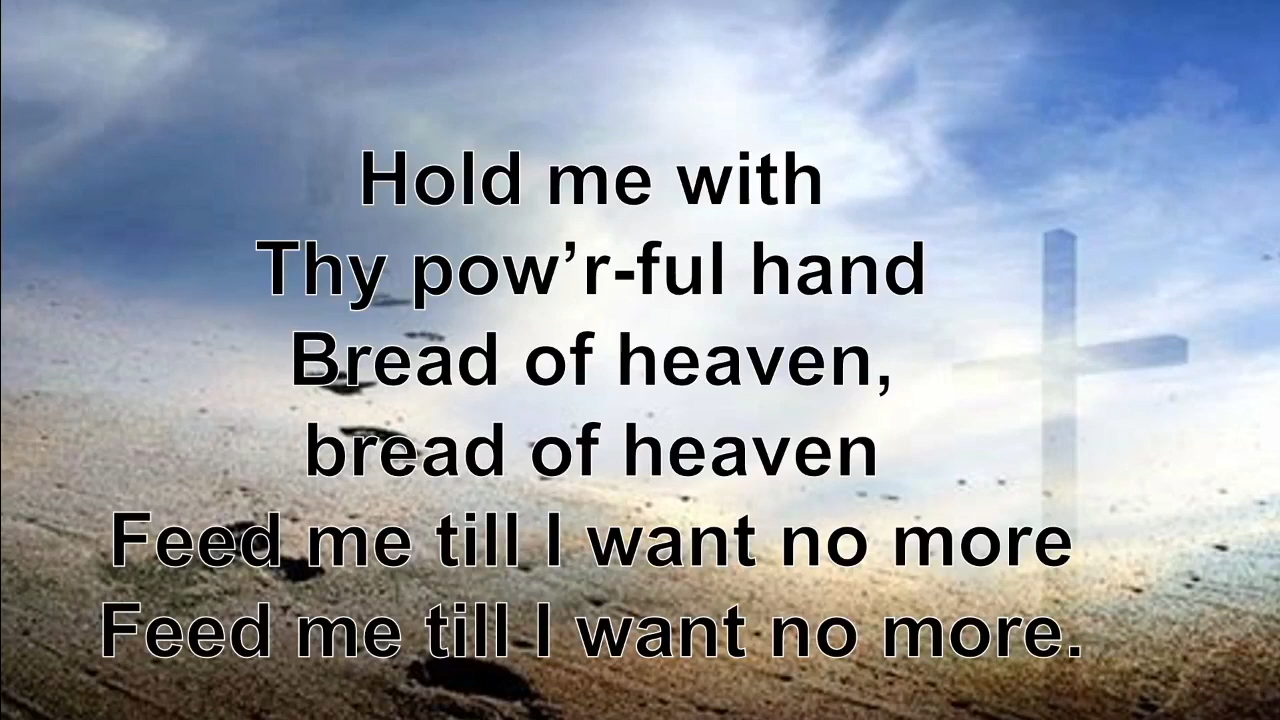 Hold me with
Thy pow’r-ful hand
Bread of heaven,
bread of heaven
Feed me till I want no more
Feed me till I want no more.